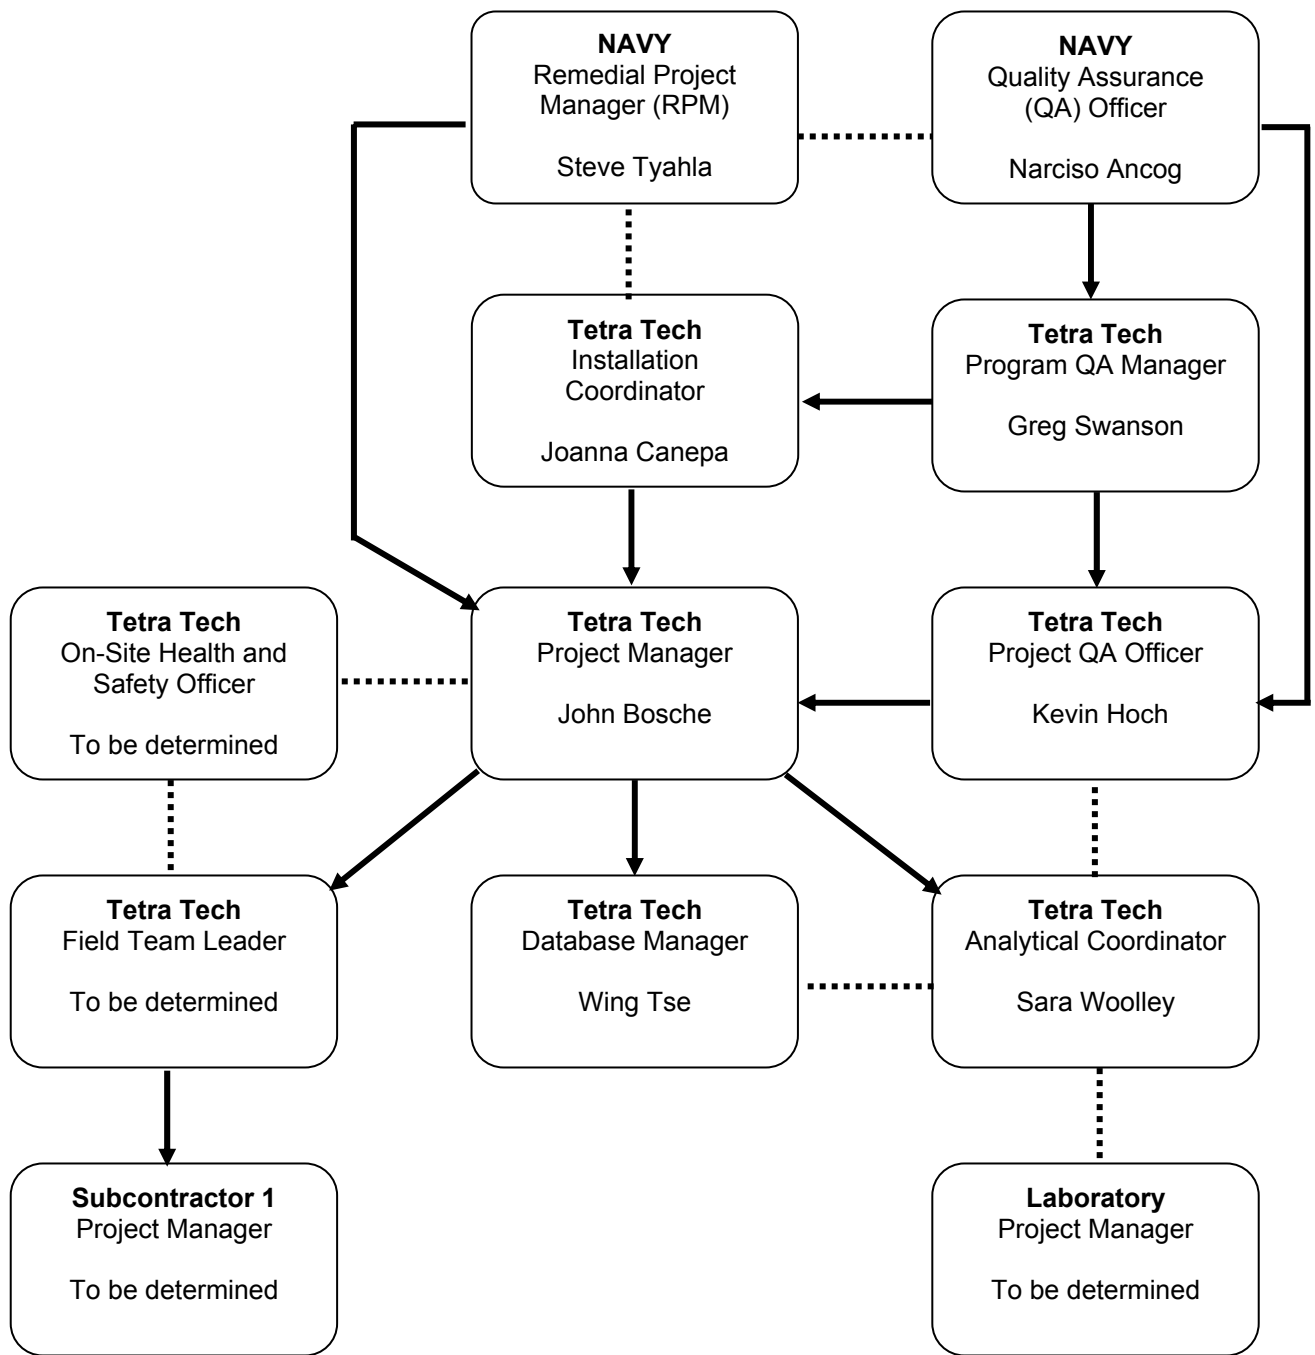 NAVY
Remedial Project
Manager (RPM)
Steve Tyahla
NAVY
Quality Assurance
(QA) Officer
Narciso Ancog
Tetra Tech
Installation
Coordinator
Joanna Canepa
Tetra Tech
Program QA Manager
Greg Swanson
Tetra Tech
On-Site Health and
Safety Officer
To be determined
Tetra Tech
Project Manager
John Bosche
Tetra Tech
Project QA Officer
Kevin Hoch
Tetra Tech
Field Team Leader
To be determined
Tetra Tech
Database Manager
Wing Tse
Tetra Tech
Analytical Coordinator
Sara Woolley
Subcontractor 1
Project Manager
To be determined
Laboratory
Project Manager
To be determined